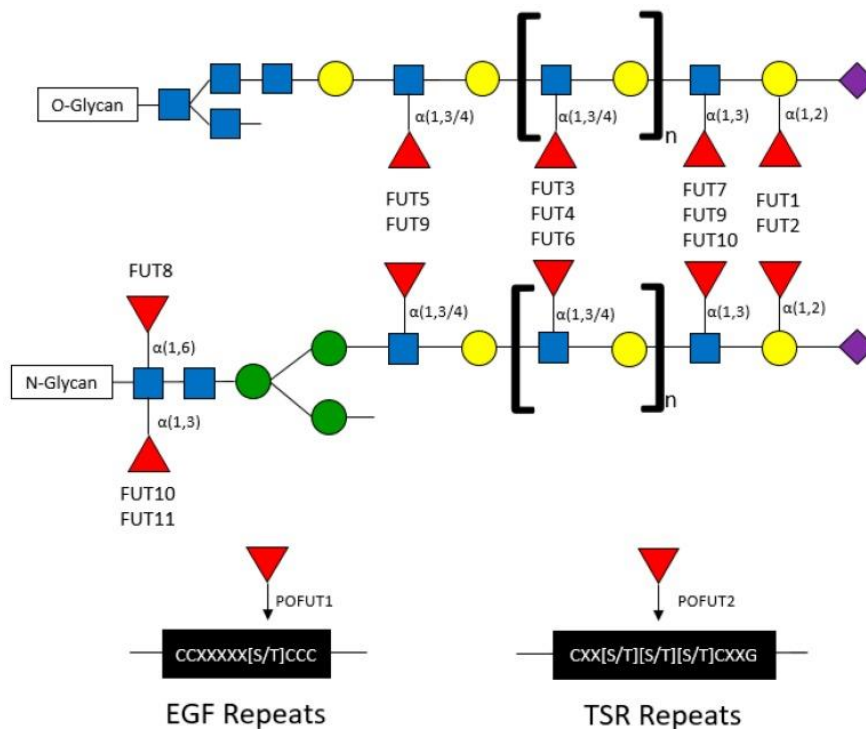 O-Glycan
α(1,3/4)
α(1,3/4)
n
α(1,3)
α(1,2)
FUT5
FUT9
FUT3
FUT4
FUT6
FUT7
FUT9
FUT10
FUT1
FUT2
FUT8
α(1,6)
α(1,3/4)
α(1,3/4)
α(1,3)
α(1,2)
N-Glycan
n
α(1,3)
FUT10
FUT11
POFUT1
POFUT2
CCXXXXX[S/T]CCC
CXX[S/T][S/T][S/T]CXXG
EGF Repeats
TSR Repeats